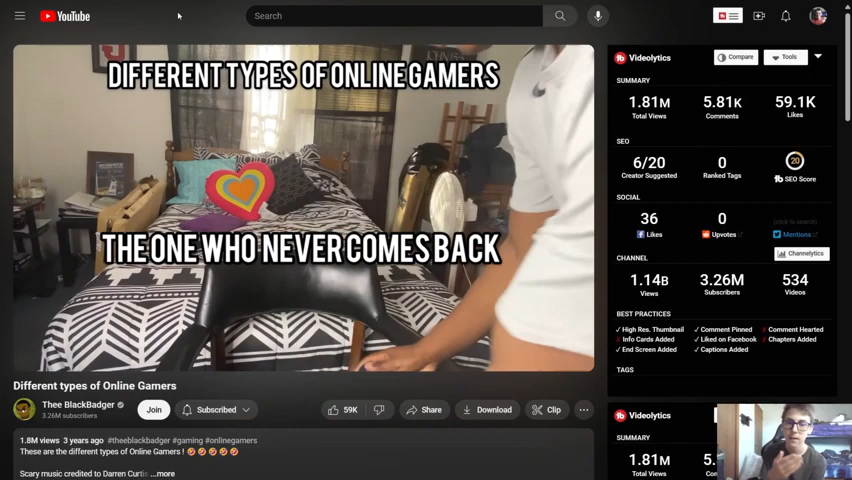 YouTube
Search
DIFFERENT TYPES OF ONLINE GAMERS
THE ONE WHO NEVER COMES BACK
Different types of Online Gamers
Thee BlackBadger
3.26M subscribers
Join
Subscribed
59K
Share
Download
Clip
1.8M views 3 years ago #theeblackbadger #gaming #onlinegamers
These are the different types of Online Gamers ! 🤣 🤣 🤣 🤣 🤣
Scary music credited to Darren Curtis ...more
Videolytics
Compare
Tools
SUMMARY
1.81M 5.81K 59.1K
Total Views Comments Likes
SEO
6/20 0 20
Creator Suggested Ranked Tags SEO Score
SOCIAL
36 0 (click to search)
Likes Upvotes Mentions
CHANNEL
Channelytics
1.14B 3.26M 534
Views Subscribers Videos
BEST PRACTICES
✓ High Res. Thumbnail ✓ Comment Pinned ✗ Comment Hearted
✗ Info Cards Added ✓ Liked on Facebook ✗ Chapters Added
✓ End Screen Added ✓ Captions Added
TAGS
Videolytics
SUMMARY
1.81M 5.
Total Views